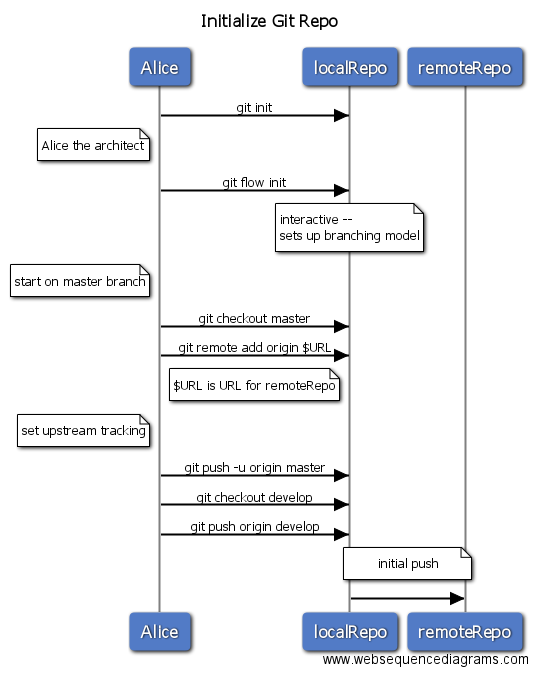 Initialize Git Repo
Alice
localRepo
remoteRepo
git init
Alice the architect
git flow init
interactive --
sets up branching model
start on master branch
git checkout master
git remote add origin $URL
$URL is URL for remoteRepo
set upstream tracking
git push -u origin master
git checkout develop
git push origin develop
initial push
Alice
localRepo
remoteRepo
www.websequencediagrams.com